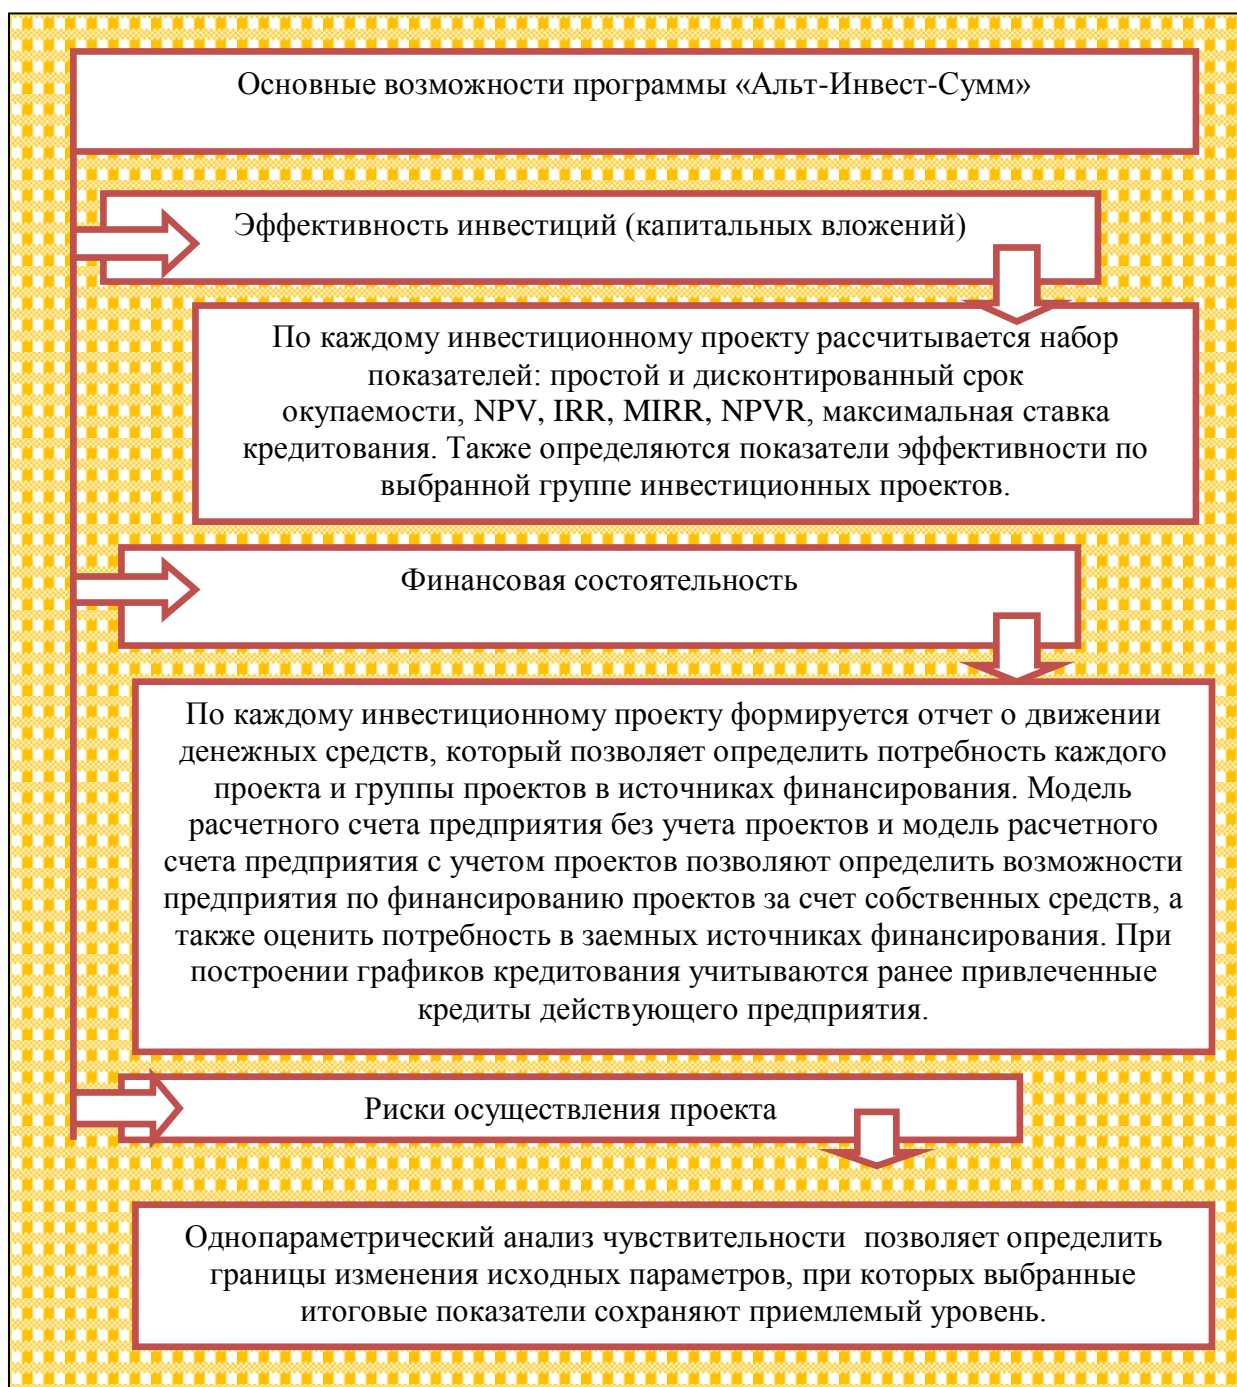 Основные возможности программы «Альт-Инвест-Сумм»
Эффективность инвестиций (капитальных вложений)
По каждому инвестиционному проекту рассчитывается набор
показателей: простой и дисконтированный срок
окупаемости, NPV, IRR, MIRR, NPVR, максимальная ставка
кредитования. Также определяются показатели эффективности по
выбранной группе инвестиционных проектов.
Финансовая состоятельность
По каждому инвестиционному проекту формируется отчет о движении
денежных средств, который позволяет определить потребность каждого
проекта и группы проектов в источниках финансирования. Модель
расчетного счета предприятия без учета проектов и модель расчетного
счета предприятия с учетом проектов позволяют определить возможности
предприятия по финансированию проектов за счет собственных средств, а
также оценить потребность в заемных источниках финансирования. При
построении графиков кредитования учитываются ранее привлеченные
кредиты действующего предприятия.
Риски осуществления проекта
Однопараметрический анализ чувствительности  позволяет определить
границы изменения исходных параметров, при которых выбранные
итоговые показатели сохраняют приемлемый уровень.